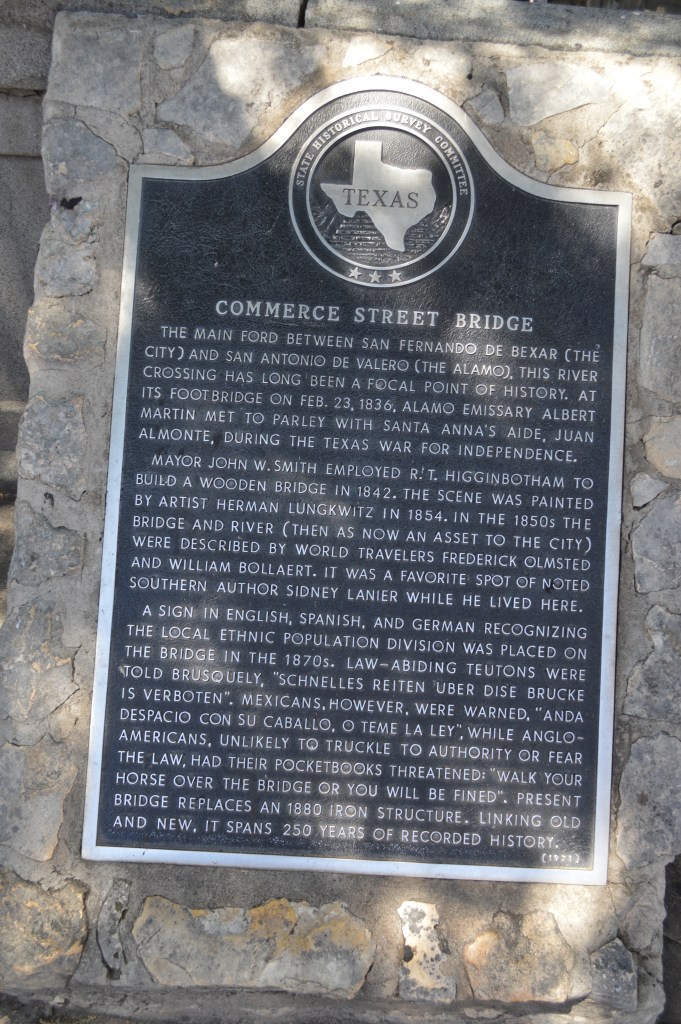 STATE HISTORICAL SURVEY COMMITTEE
TEXAS
COMMERCE STREET BRIDGE
THE MAIN FORD BETWEEN SAN FERNANDO DE BEXAR (THE
CITY) AND SAN ANTONIO DE VALERO (THE ALAMO), THIS RIVER
CROSSING HAS LONG BEEN A FOCAL POINT OF HISTORY. AT
ITS FOOTBRIDGE ON FEB. 23, 1836, ALAMO EMISSARY ALBERT
MARTIN MET TO PARLEY WITH SANTA ANNA'S AIDE, JUAN
ALMONTE, DURING THE TEXAS WAR FOR INDEPENDENCE.
MAYOR JOHN W. SMITH EMPLOYED R. T. HIGGINBOTHAM TO
BUILD A WOODEN BRIDGE IN 1842. THE SCENE WAS PAINTED
BY ARTIST HERMAN LUNGKWITZ IN 1854. IN THE 1850s THE
BRIDGE AND RIVER (THEN AS NOW AN ASSET TO THE CITY)
WERE DESCRIBED BY WORLD TRAVELERS FREDERICK OLMSTED
AND WILLIAM BOLLAERT. IT WAS A FAVORITE SPOT OF NOTED
SOUTHERN AUTHOR SIDNEY LANIER WHILE HE LIVED HERE.
A SIGN IN ENGLISH, SPANISH, AND GERMAN RECOGNIZING
THE LOCAL ETHNIC POPULATION DIVISION WAS PLACED ON
THE BRIDGE IN THE 1870s. LAW-ABIDING TEUTONS WERE
TOLD BRUSQUELY, "SCHNELLES REITEN UBER DISE BRUCKE
IS VERBOTEN". MEXICANS, HOWEVER, WERE WARNED, "ANDA
DESPACIO CON SU CABALLO, O TEME LA LEY", WHILE ANGLO-
AMERICANS, UNLIKELY TO TRUCKLE TO AUTHORITY OR FEAR
THE LAW, HAD THEIR POCKETBOOKS THREATENED: "WALK YOUR
HORSE OVER THE BRIDGE OR YOU WILL BE FINED". PRESENT
BRIDGE REPLACES AN 1880 IRON STRUCTURE. LINKING OLD
AND NEW, IT SPANS 250 YEARS OF RECORDED HISTORY.
(1971)